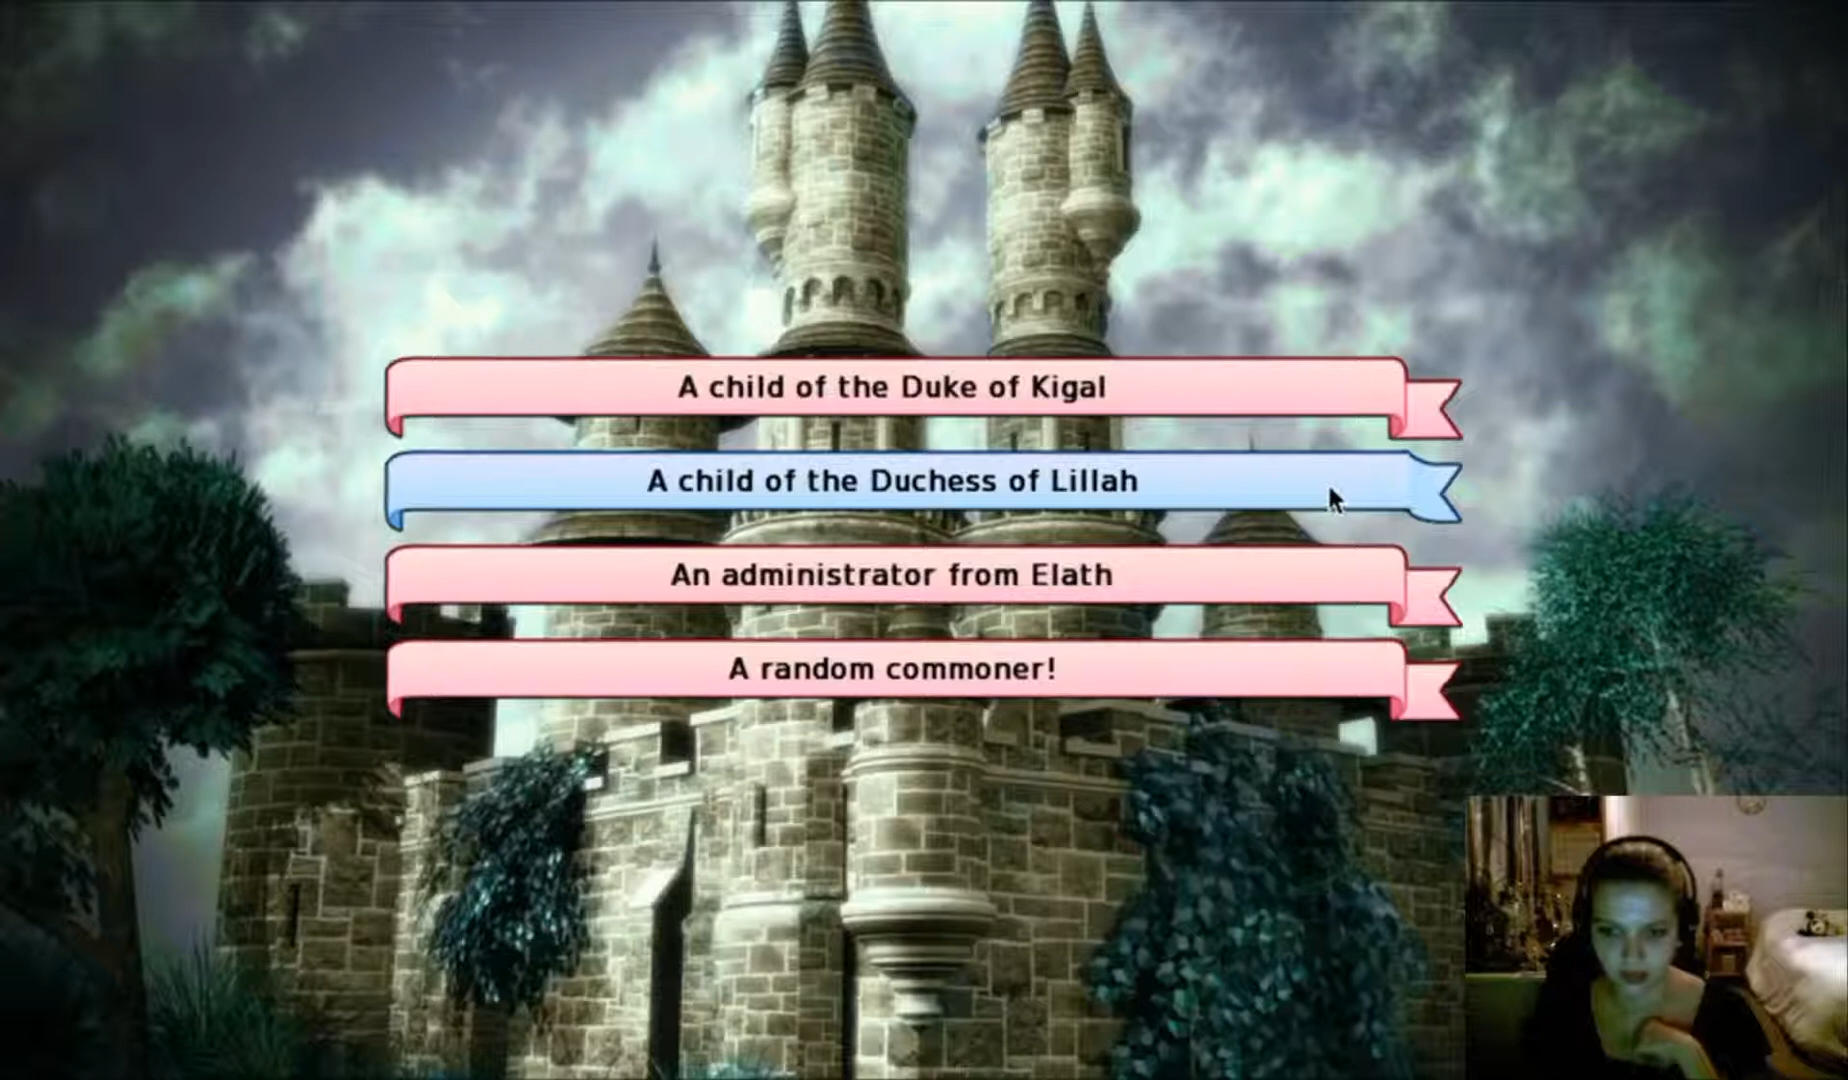 A child of the Duke of Kigal
A child of the Duchess of Lillah
An administrator from Elath
A random commoner!